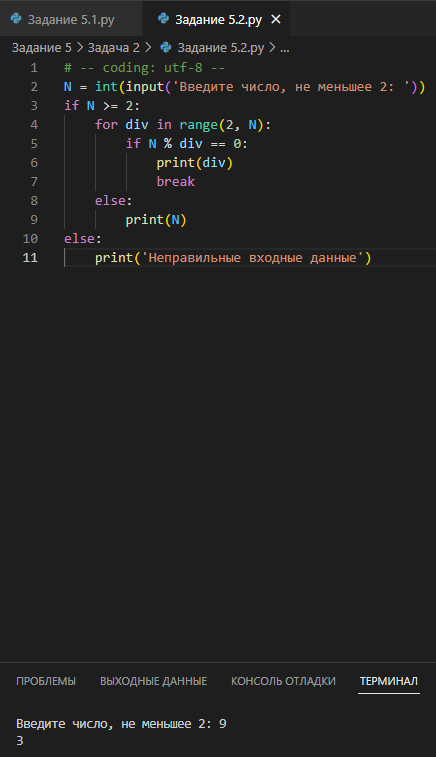 Задание 5.1.py Задание 5.2.py
Задание 5 > Задача 2 > Задание 5.2.py > ...
1 # -- coding: utf-8 --
2 N = int(input('Введите число, не меньшее 2: '))
3 if N >= 2:
4 for div in range(2, N):
5 if N % div == 0:
6 print(div)
7 break
8 else:
9 print(N)
10 else:
11 print('Неправильные входные данные')
ПРОБЛЕМЫ ВЫХОДНЫЕ ДАННЫЕ КОНСОЛЬ ОТЛАДКИ ТЕРМИНАЛ
Введите число, не меньшее 2: 9
3